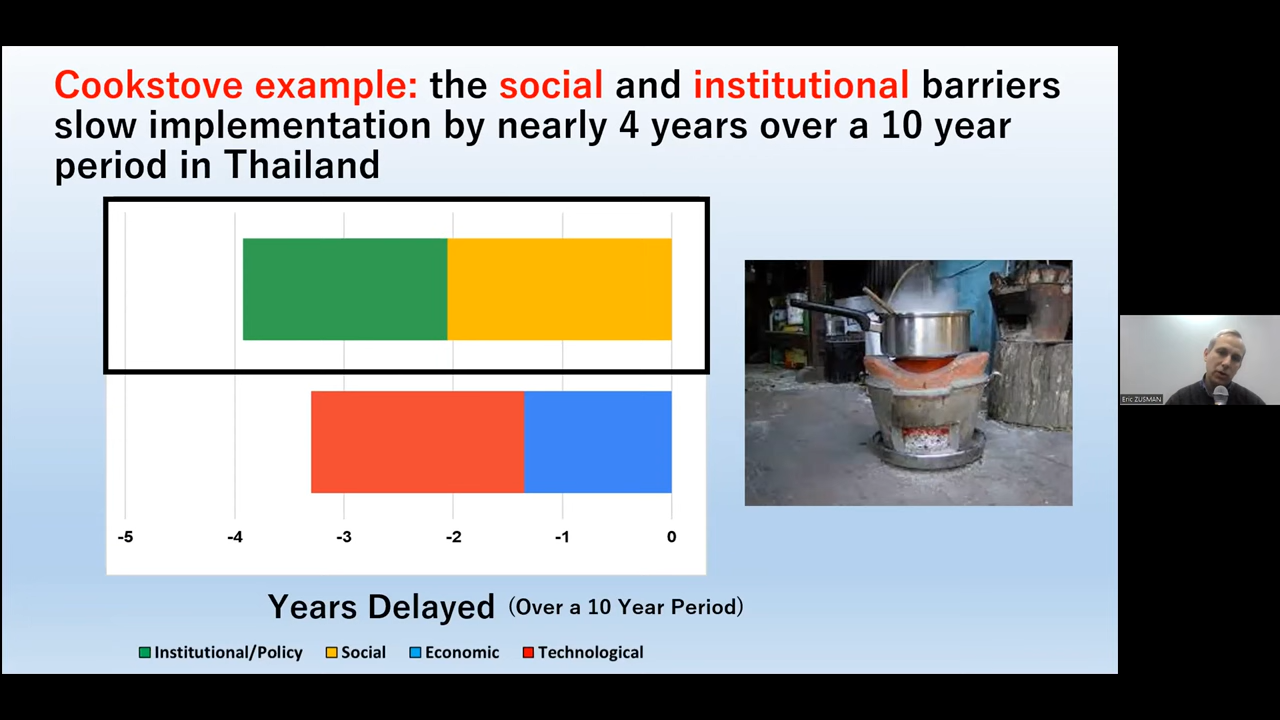 Cookstove example: the social and institutional barriers
slow implementation by nearly 4 years over a 10 year
period in Thailand
-5 -4 -3 -2 -1 0
Years Delayed (Over a 10 Year Period)
Institutional/Policy Social Economic Technological
Eric ZUSMAN